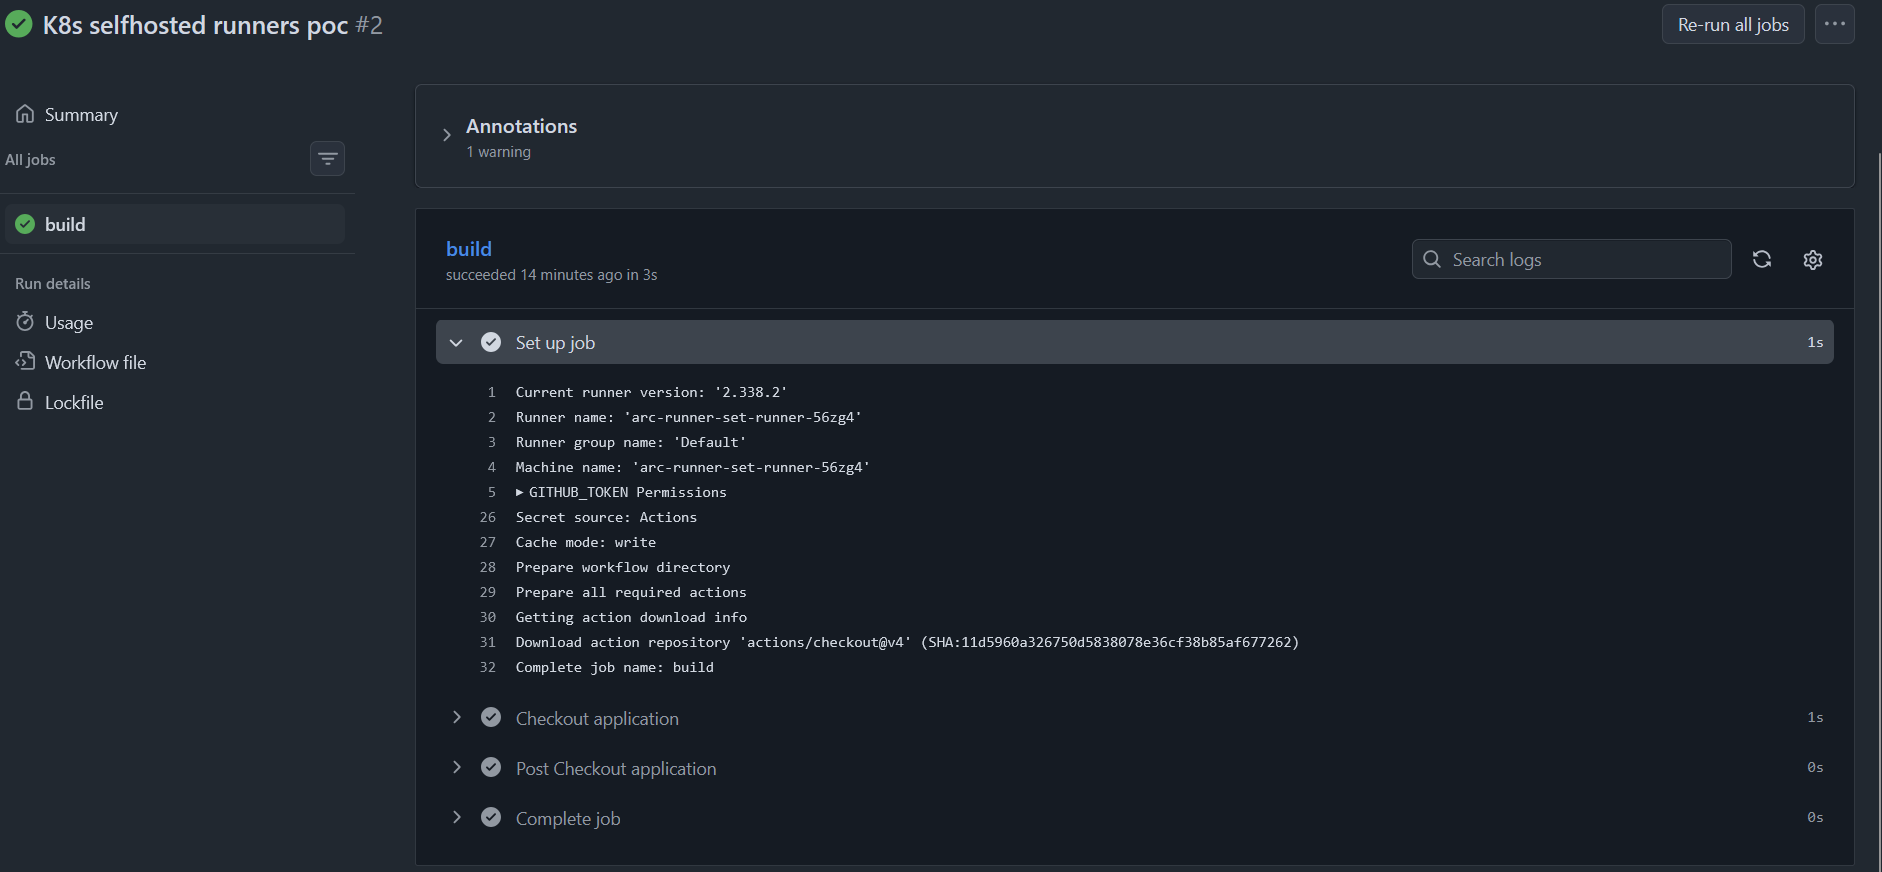 K8s selfhosted runners poc #2
Re-run all jobs
Summary
All jobs
build
Run details
Usage
Workflow file
Lockfile
Annotations
1 warning
build
succeeded 14 minutes ago in 3s
Search logs
Set up job 1s
1 Current runner version: '2.338.2'
2 Runner name: 'arc-runner-set-runner-56zg4'
3 Runner group name: 'Default'
4 Machine name: 'arc-runner-set-runner-56zg4'
5 ▶ GITHUB_TOKEN Permissions
26 Secret source: Actions
27 Cache mode: write
28 Prepare workflow directory
29 Prepare all required actions
30 Getting action download info
31 Download action repository 'actions/checkout@v4' (SHA:11d5960a326750d5838078e36cf38b85af677262)
32 Complete job name: build
Checkout application 1s
Post Checkout application 0s
Complete job 0s